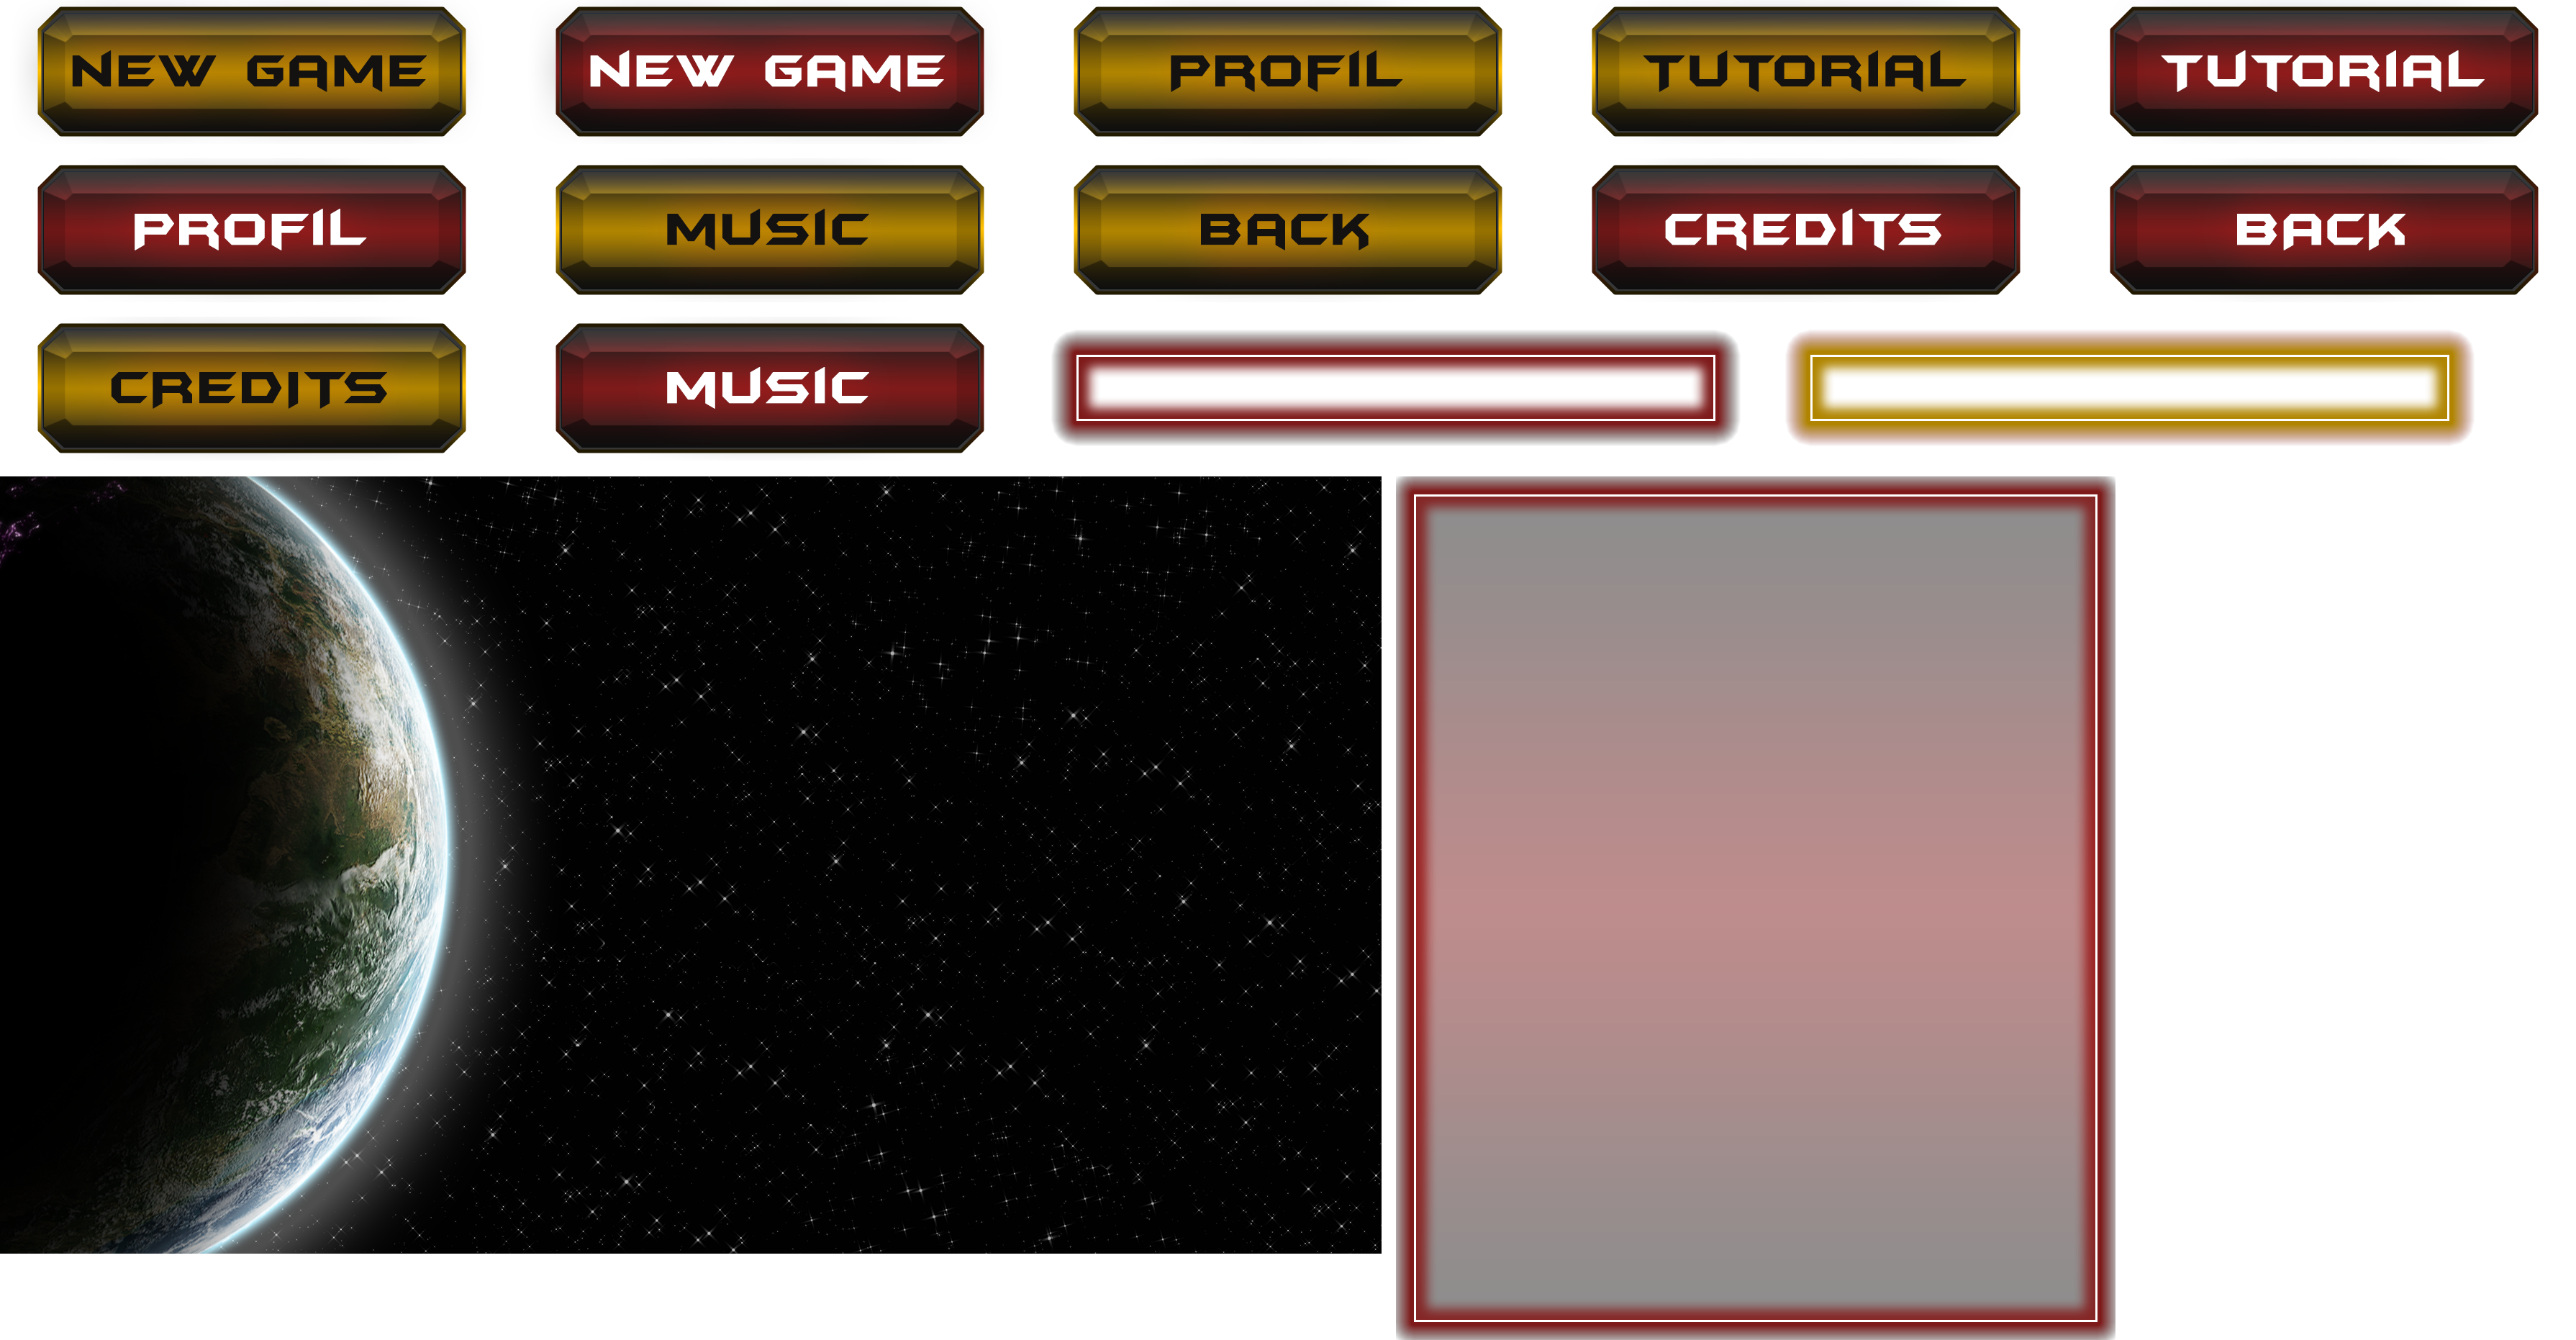 NEW GAME
NEW GAME
PROFIL
TUTORIAL
TUTORIAL
PROFIL
MUSIC
BACK
CREDITS
BACK
CREDITS
MUSIC